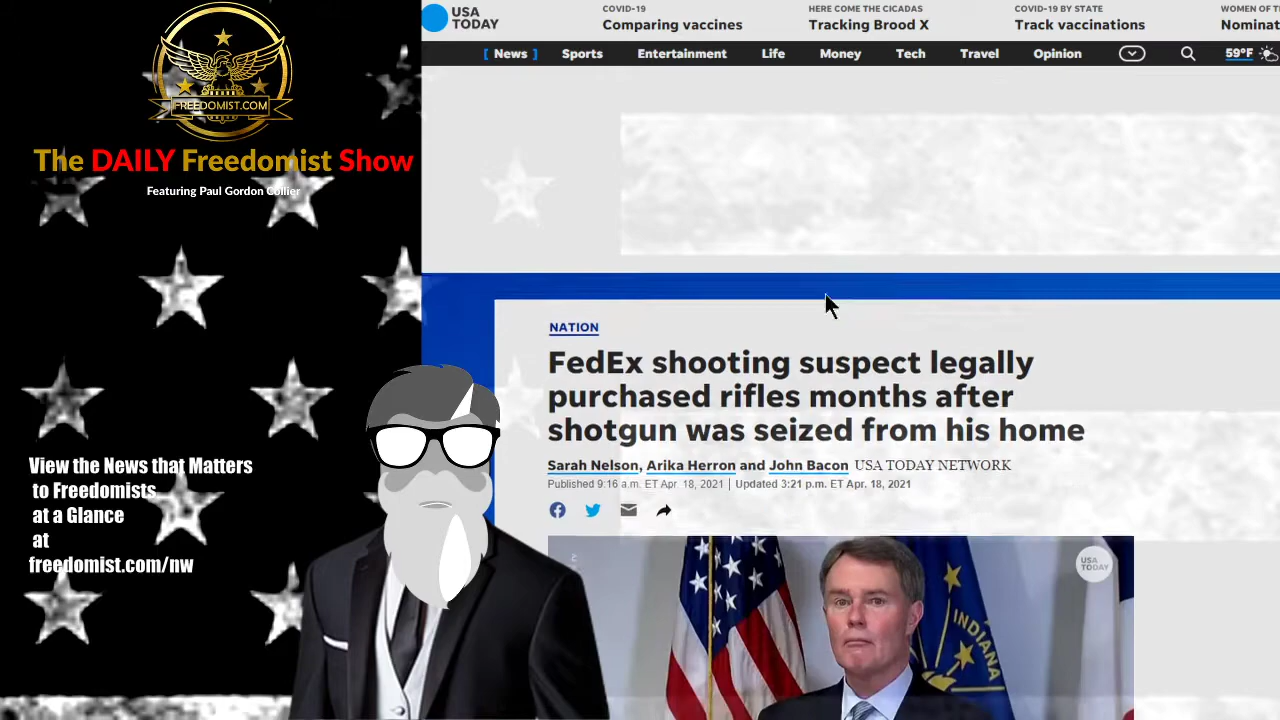 FREEDOMIST.COM
The DAILY Freedomist Show
Featuring Paul Gordon Collier
View the News that Matters
to Freedomists
at a Glance
at
freedomist.com/nw
USA
TODAY
COVID-19
Comparing vaccines
HERE COME THE CICADAS
Tracking Brood X
COVID-19 BY STATE
Track vaccinations
WOMEN OF T
Nominat
[ News ] Sports Entertainment Life Money Tech Travel Opinion 59°F
NATION
FedEx shooting suspect legally
purchased rifles months after
shotgun was seized from his home
Sarah Nelson, Arika Herron and John Bacon USA TODAY NETWORK
Published 9:16 a.m. ET Apr. 18, 2021 | Updated 3:21 p.m. ET Apr. 18, 2021
USA
TODAY
INDIANA